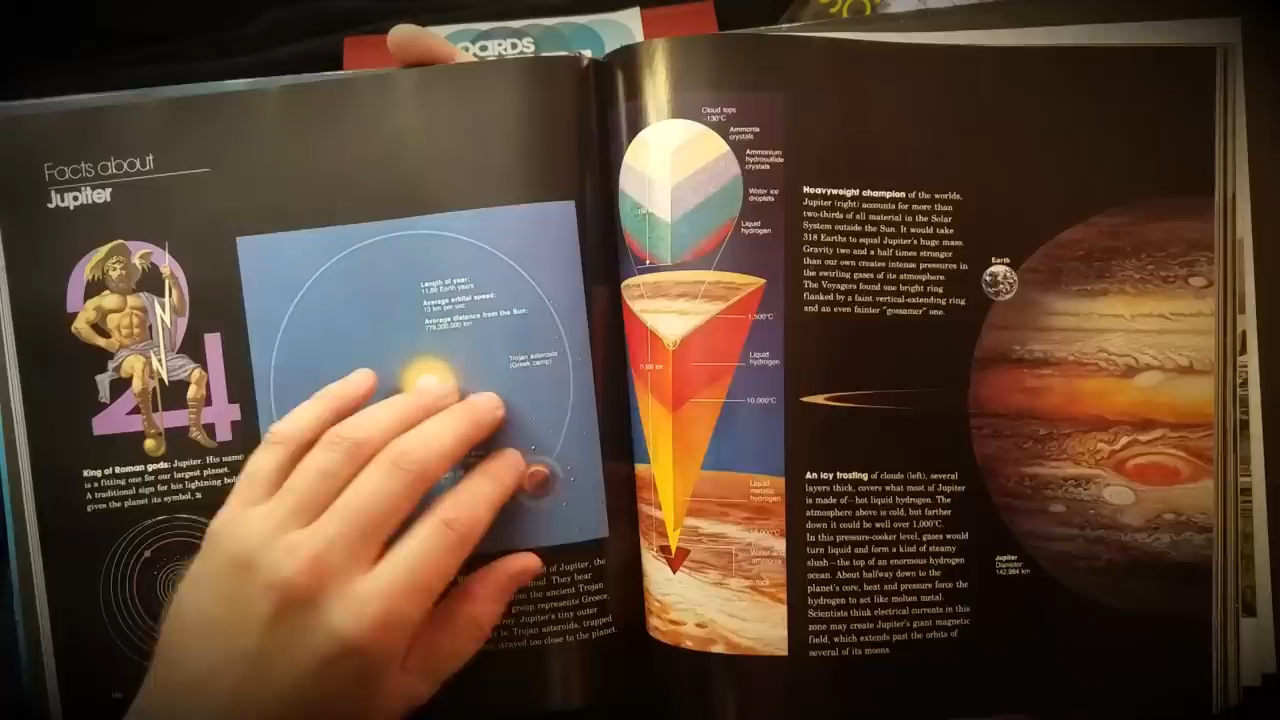 OARDS
Facts about
Jupiter
King of Roman gods: Jupiter. His name
is a fitting one for our largest planet.
A traditional sign for his lightning bolt
gives the planet its symbol, ♃
Length of year:
11.86 Earth years
Average orbital speed:
13 km per sec
Average distance from the Sun:
778,300,000 km
Trojan asteroids
(Greek camp)
of Jupiter, the
They bear
from the ancient Trojan
group represents Greece,
Jupiter's tiny outer
be Trojan asteroids, trapped
strayed too close to the planet.
Cloud tops
-130°C
Ammonia
crystals
Ammonium
hydrosulfide
crystals
Water ice
droplets
Liquid
hydrogen
1,500°C
Liquid
hydrogen
71,500 km
10,000°C
Liquid
metallic
hydrogen
Water and
ammonia
rock
Heavyweight champion of the worlds,
Jupiter (right) accounts for more than
two-thirds of all material in the Solar
System outside the Sun. It would take
318 Earths to equal Jupiter's huge mass.
Gravity two and a half times stronger
than our own creates intense pressures in
the swirling gases of its atmosphere.
The Voyagers found one bright ring
flanked by a faint vertical-extending ring
and an even fainter "gossamer" one.
Earth
An icy frosting of clouds (left), several
layers thick, covers what most of Jupiter
is made of—hot liquid hydrogen. The
atmosphere above is cold, but farther
down it could be well over 1,000°C.
In this pressure-cooker level, gases would
turn liquid and form a kind of steamy
slush—the top of an enormous hydrogen
ocean. About halfway down to the
planet's core, heat and pressure force the
hydrogen to act like molten metal.
Scientists think electrical currents in this
zone may create Jupiter's giant magnetic
field, which extends past the orbits of
several of its moons.
Jupiter
Diameter:
142,984 km